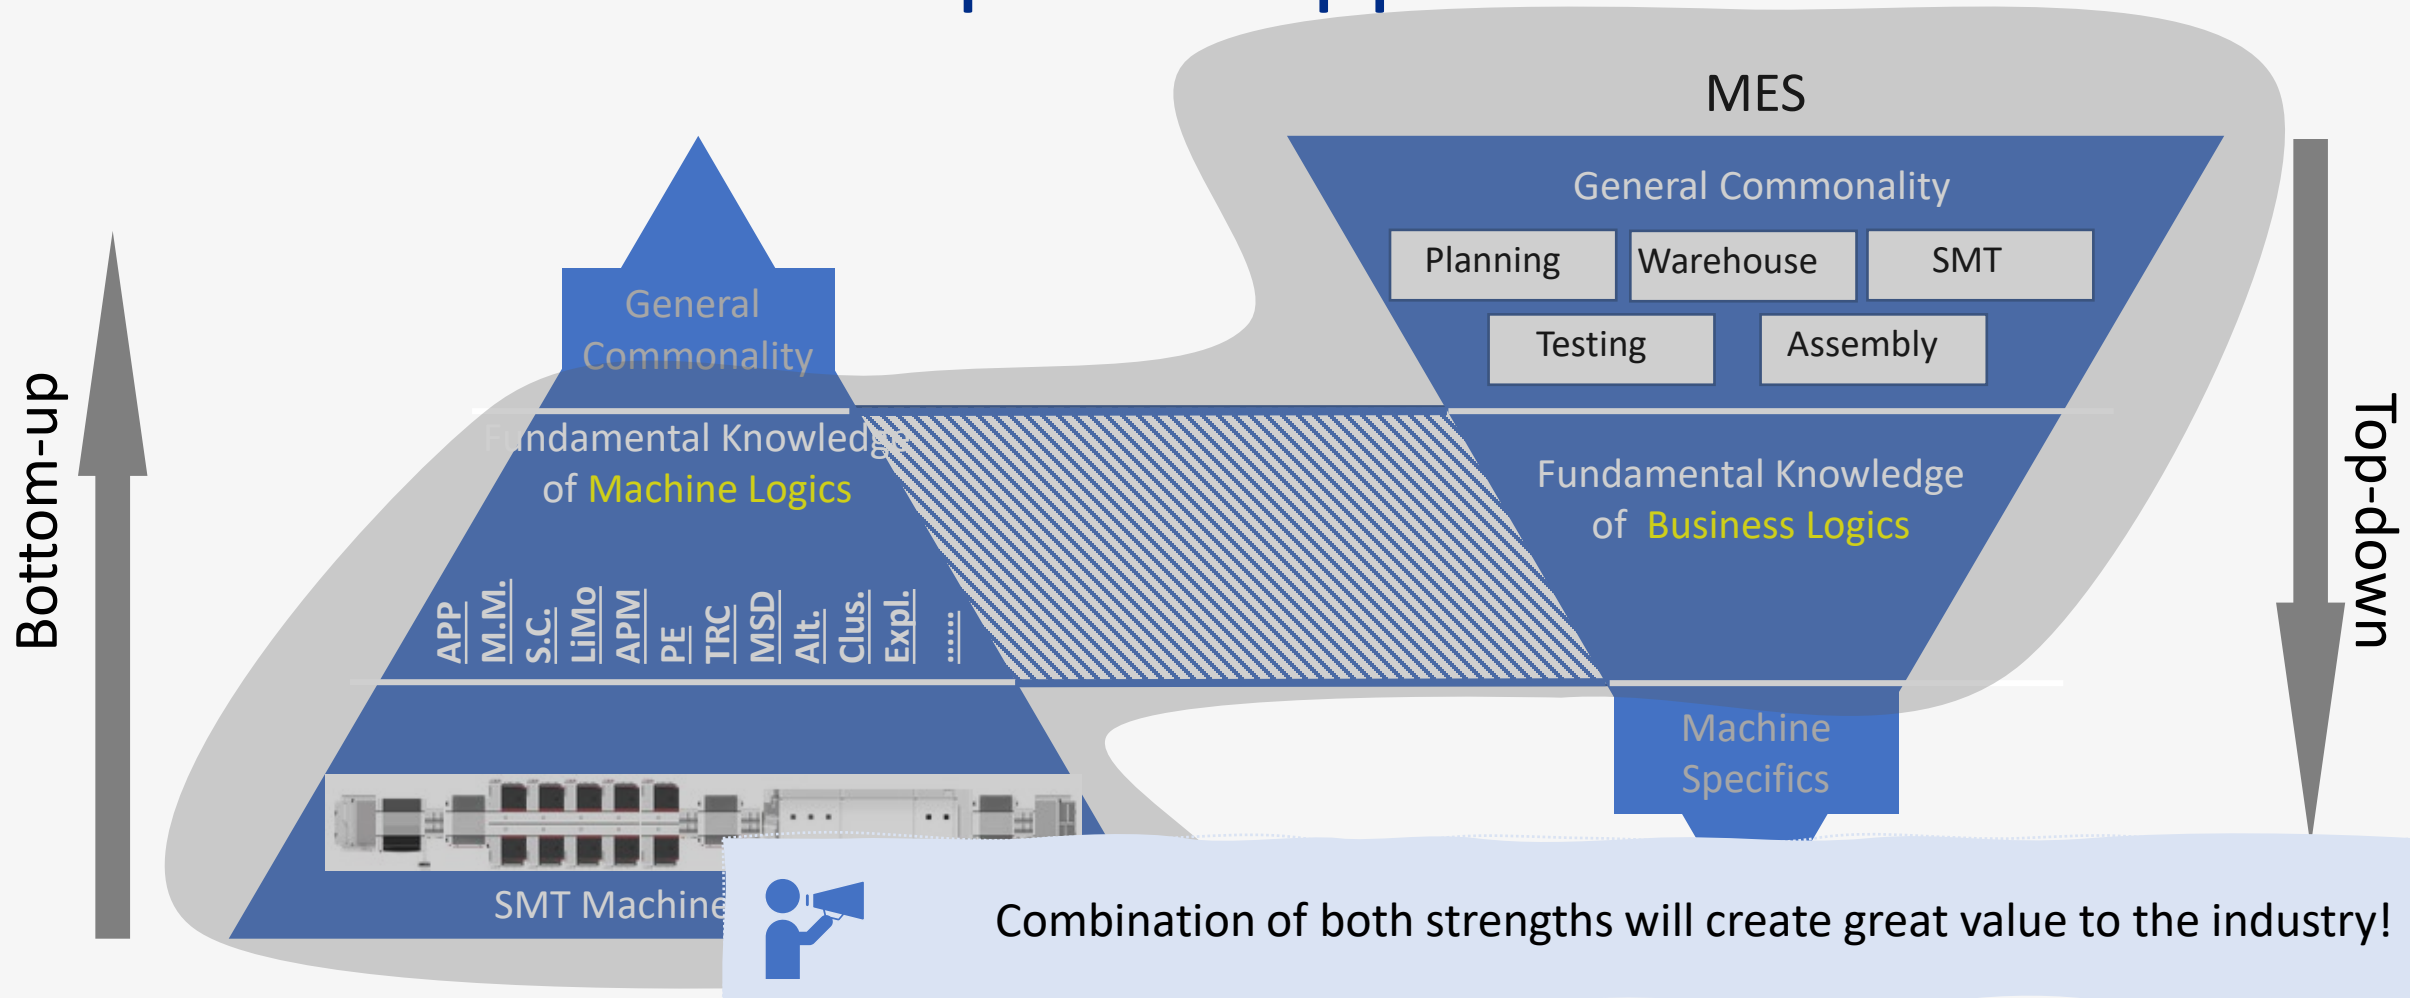 MES
General Commonality
Planning
Warehouse
SMT
Testing
Assembly
Fundamental Knowledge
of Business Logics
Machine
Specifics
Top-down
Bottom-up
General
Commonality
Fundamental Knowledge
of Machine Logics
APP
M.M.
S.C.
LiMo
APM
PE
TRC
MSD
Alt.
Clus.
Expl.
......
SMT Machine
Combination of both strengths will create great value to the industry!